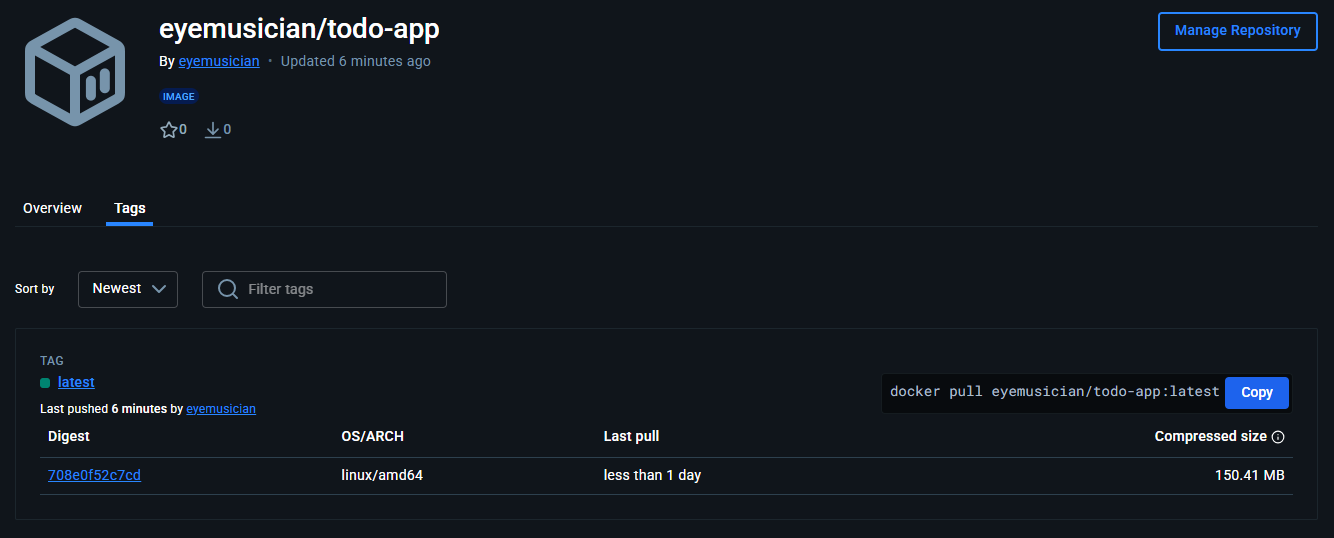 eyemusician/todo-app
Manage Repository
By eyemusician • Updated 6 minutes ago
IMAGE
0 0
Overview Tags
Sort by Newest Filter tags
TAG
latest
docker pull eyemusician/todo-app:latest Copy
Last pushed 6 minutes by eyemusician
Digest OS/ARCH Last pull Compressed size
708e0f52c7cd linux/amd64 less than 1 day 150.41 MB